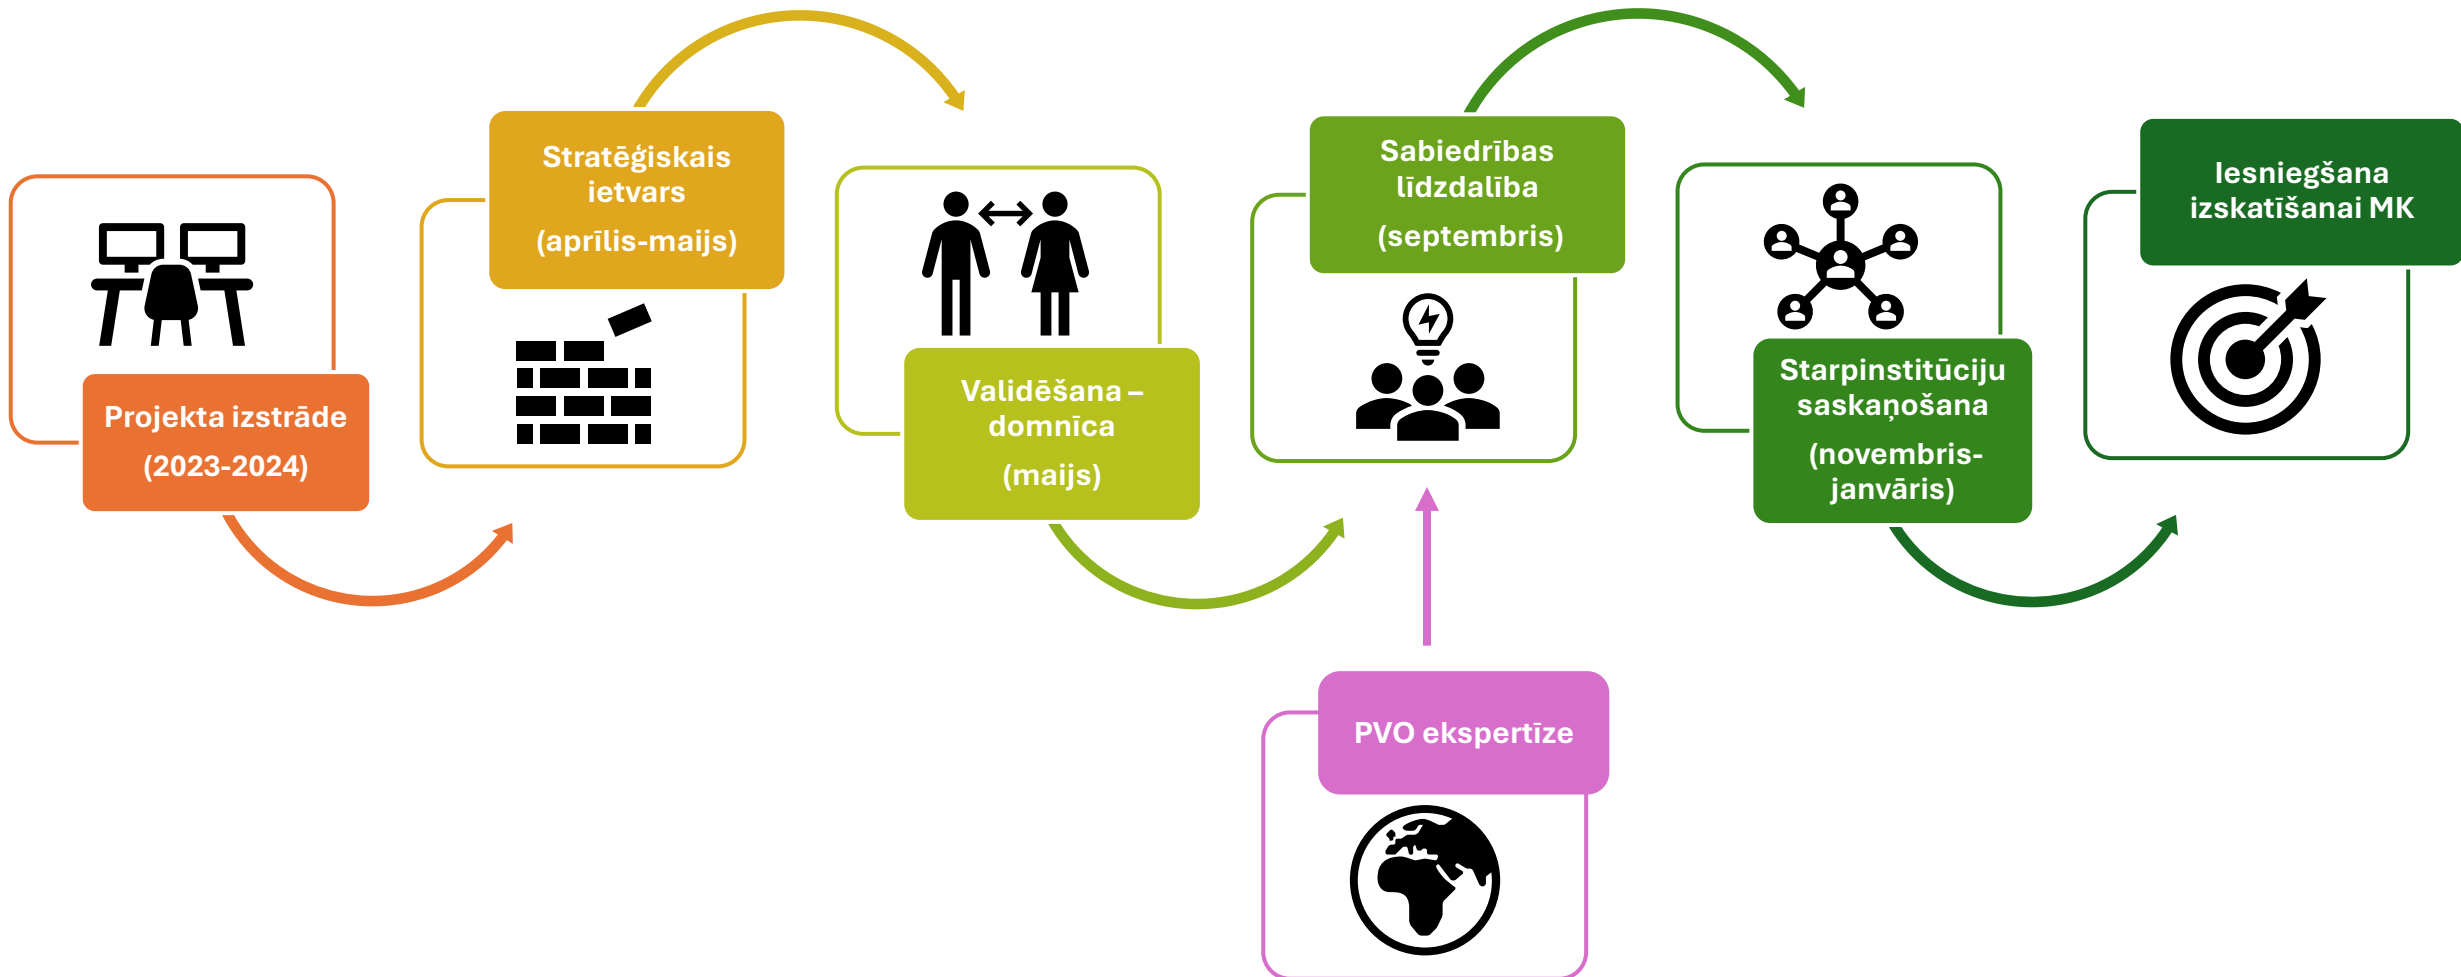 Projekta izstrāde
(2023-2024)
Stratēģiskais
ietvars
(aprīlis-maijs)
Validēšana –
domnīca
(maijs)
Sabiedrības
līdzdalība
(septembris)
Starpinstitūciju
saskaņošana
(novembris-
janvāris)
Iesniegšana
izskatīšanai MK
PVO ekspertīze